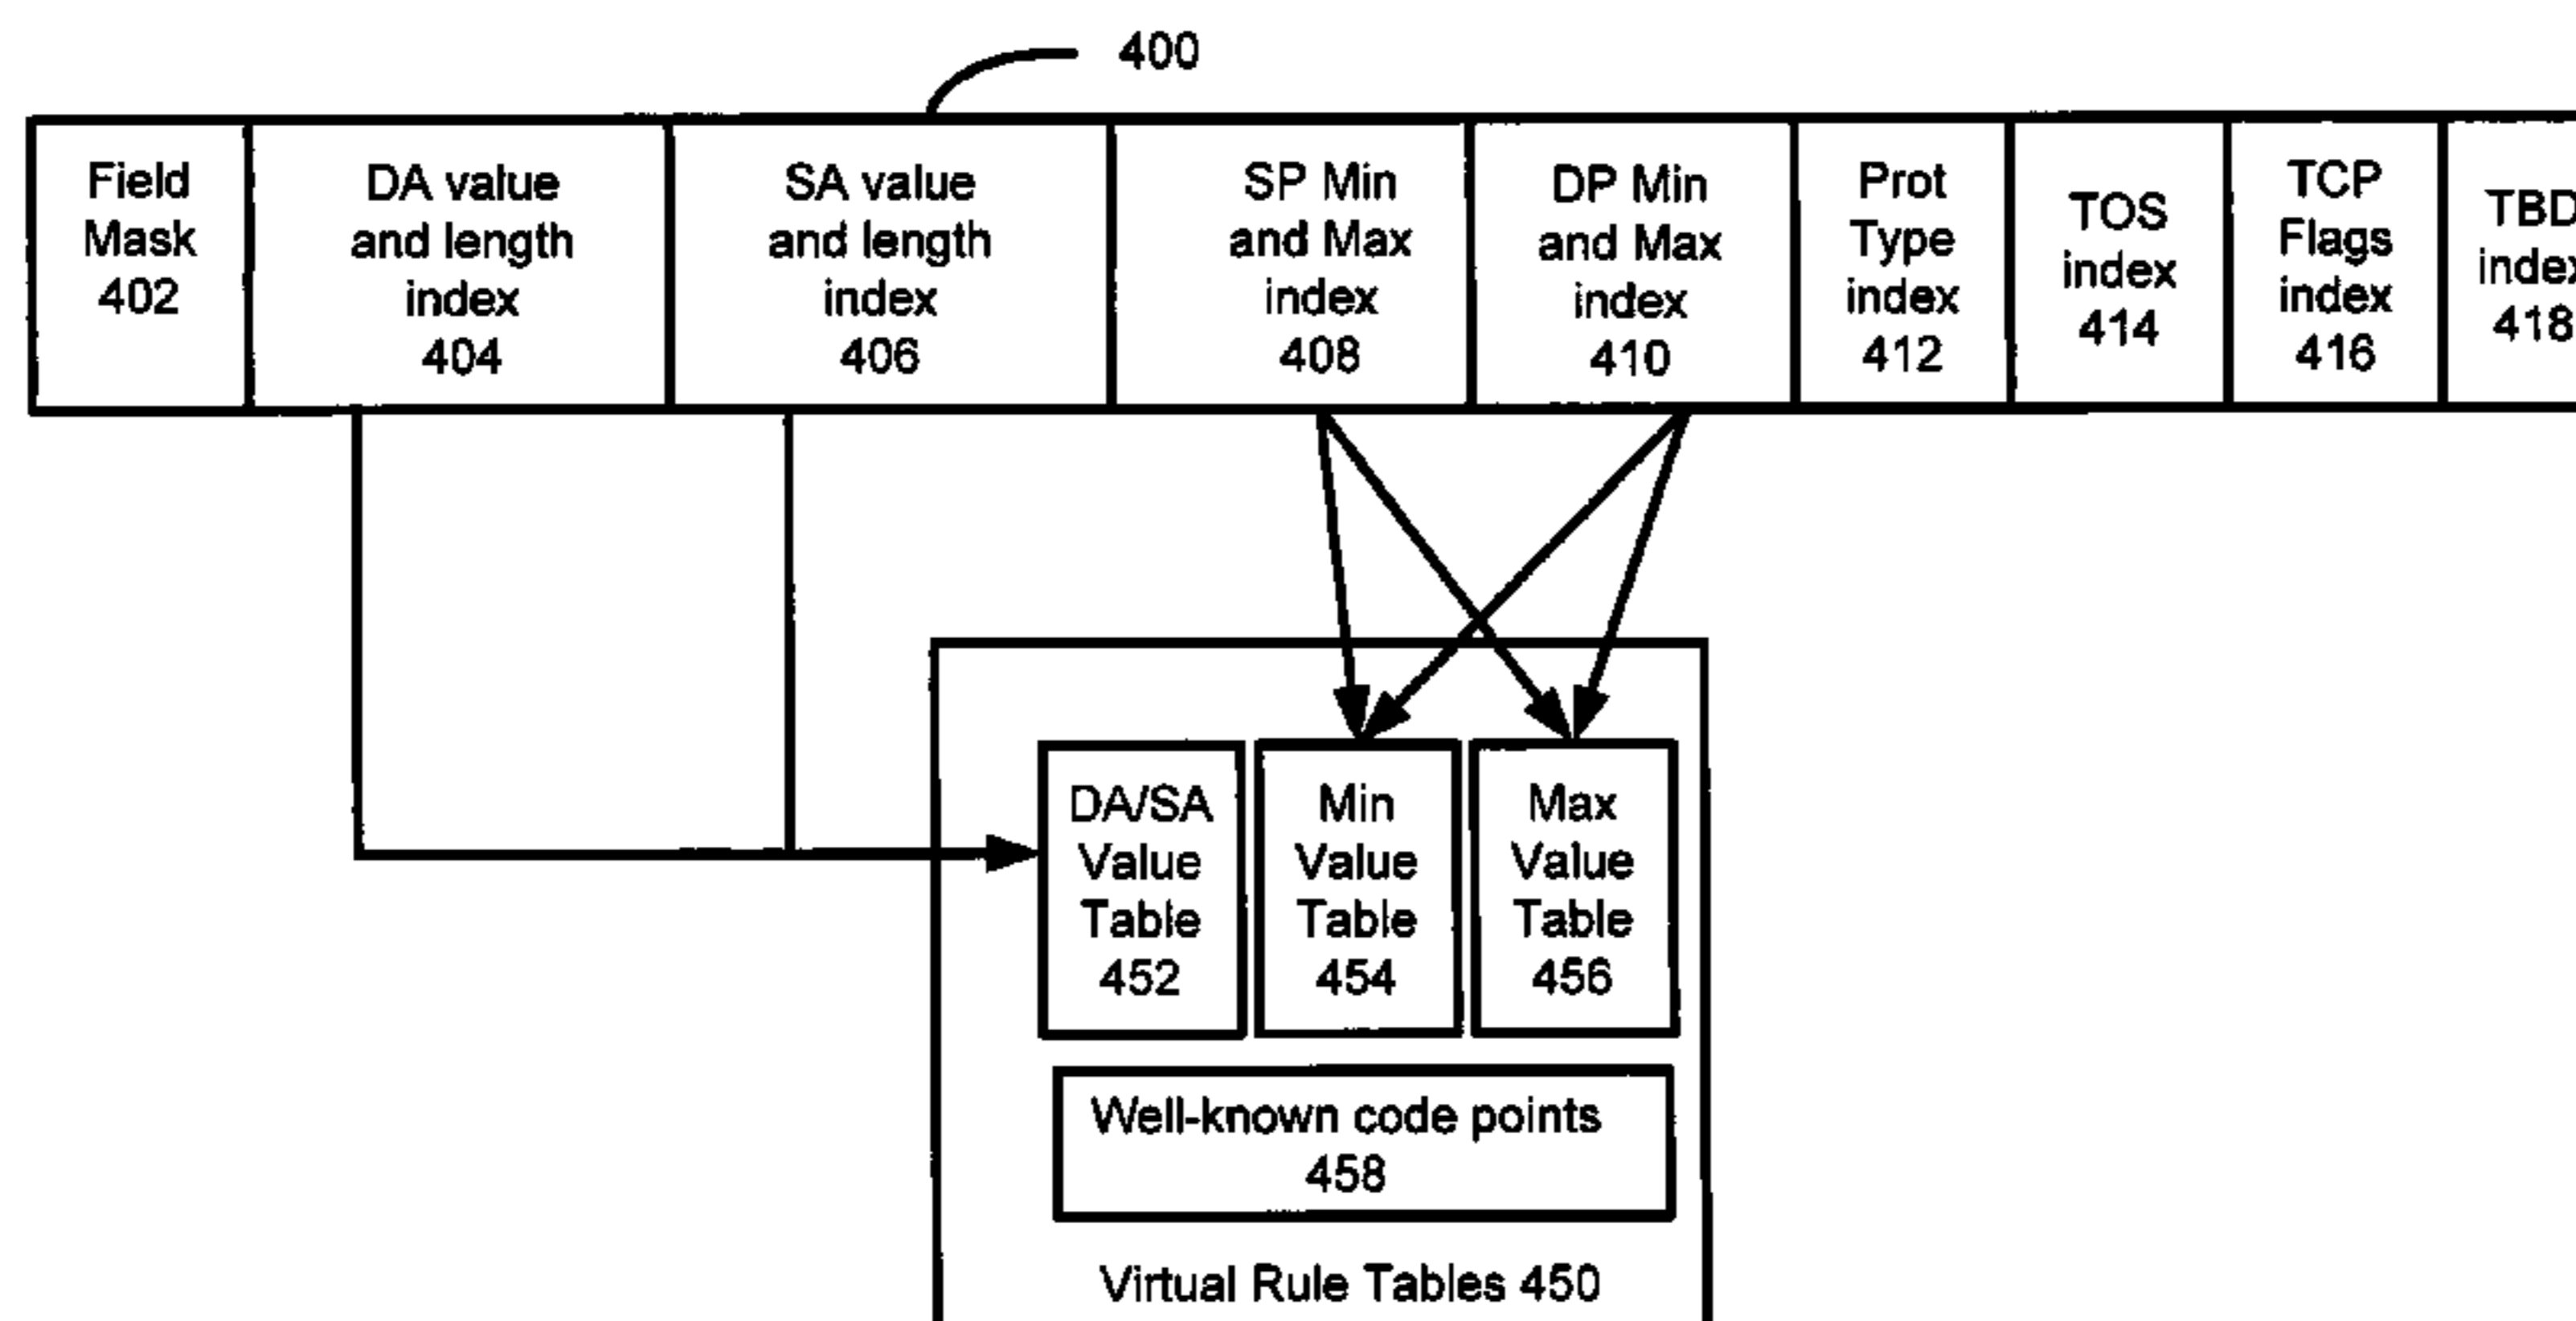 400
Field
Mask
402
DA value
and length
index
404
SA value
and length
index
406
SP Min
and Max
index
408
DP Min
and Max
index
410
Prot
Type
index
412
TOS
index
414
TCP
Flags
index
416
TBD
index
418
DA/SA
Value
Table
452
Min
Value
Table
454
Max
Value
Table
456
Well-known code points
458
Virtual Rule Tables 450